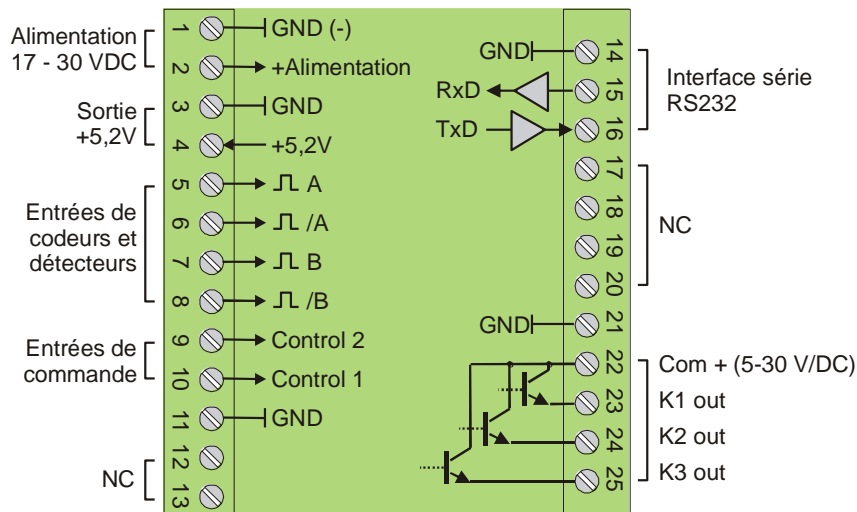 Alimentation
17 - 30 VDC
Sortie
+5,2V
Entrées de
codeurs et
détecteurs
Entrées de
commande
NC
1 GND (-)
2 +Alimentation
3 GND
4 +5,2V
5 A
6 /A
7 B
8 /B
9 Control 2
10 Control 1
11 GND
12
13
GND 14
RxD 15
TxD 16
17
18
19
20
GND 21
22
23
24
25
Interface série
RS232
NC
Com + (5-30 V/DC)
K1 out
K2 out
K3 out